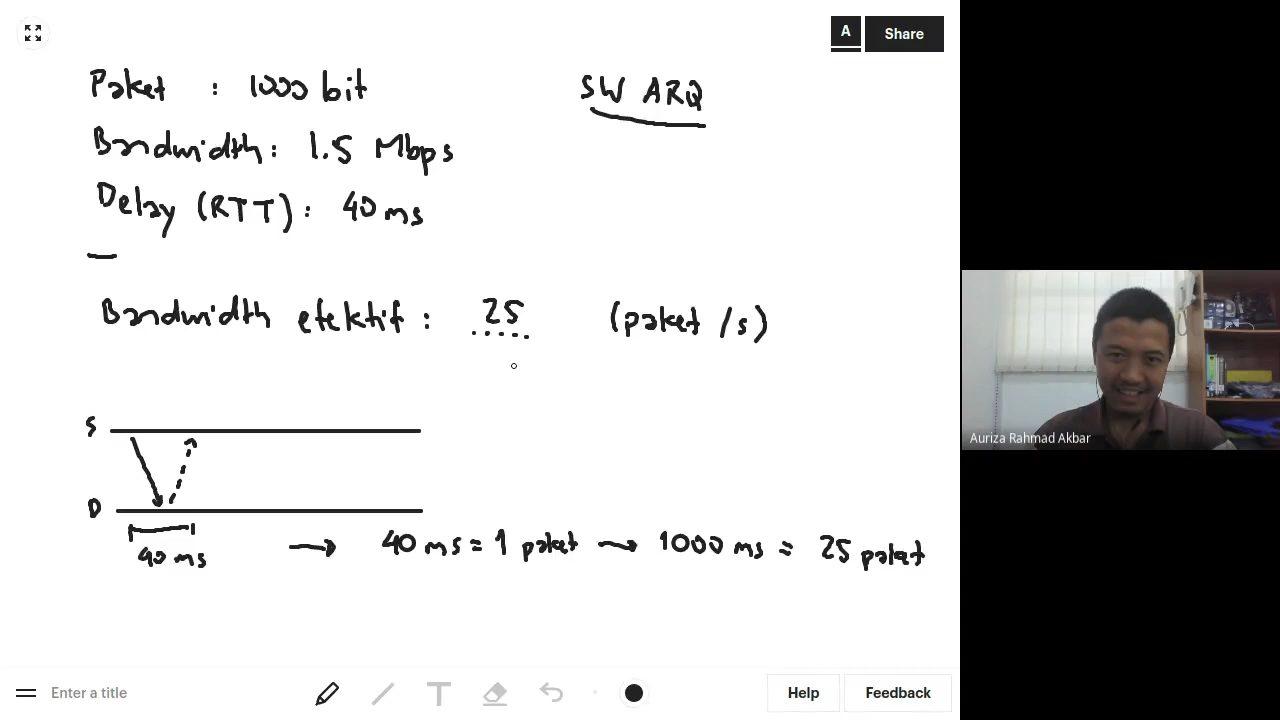 A Share
Paket : 1000 bit
SW ARQ
Bandwidth : 1.5 Mbps
Delay (RTT) : 40 ms
Bandwidth efektif : 25 (paket / s)
S
D
40 ms → 40 ms = 1 paket → 1000 ms = 25 paket
Auriza Rahmad Akbar
Enter a title T Help Feedback